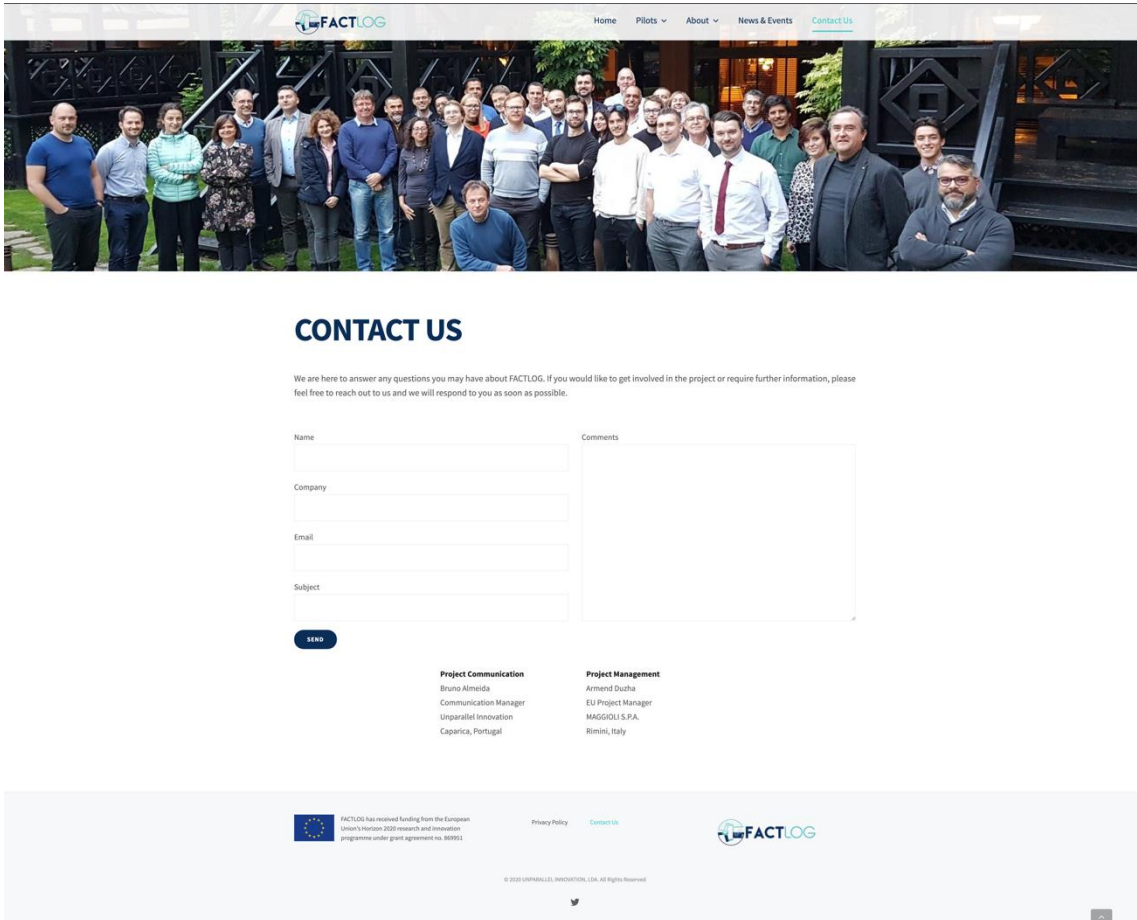 FACTLOG
Home Pilots About News & Events Contact Us
CONTACT US
We are here to answer any questions you may have about FACTLOG. If you would like to get involved in the project or require further information, please
feel free to reach out to us and we will respond to you as soon as possible.
Name
Comments
Company
Email
Subject
SEND
Project Communication
Bruno Almeida
Communication Manager
Unparallel Innovation
Caparica, Portugal
Project Management
Armend Duzha
EU Project Manager
MAGGIOLI S.P.A.
Rimini, Italy
FACTLOG has received funding from the European
Union's Horizon 2020 research and innovation
programme under grant agreement no. 869951
Privacy Policy
Contact Us
FACTLOG
© 2020 UNPARALLEL INNOVATION, LDA. All Rights Reserved